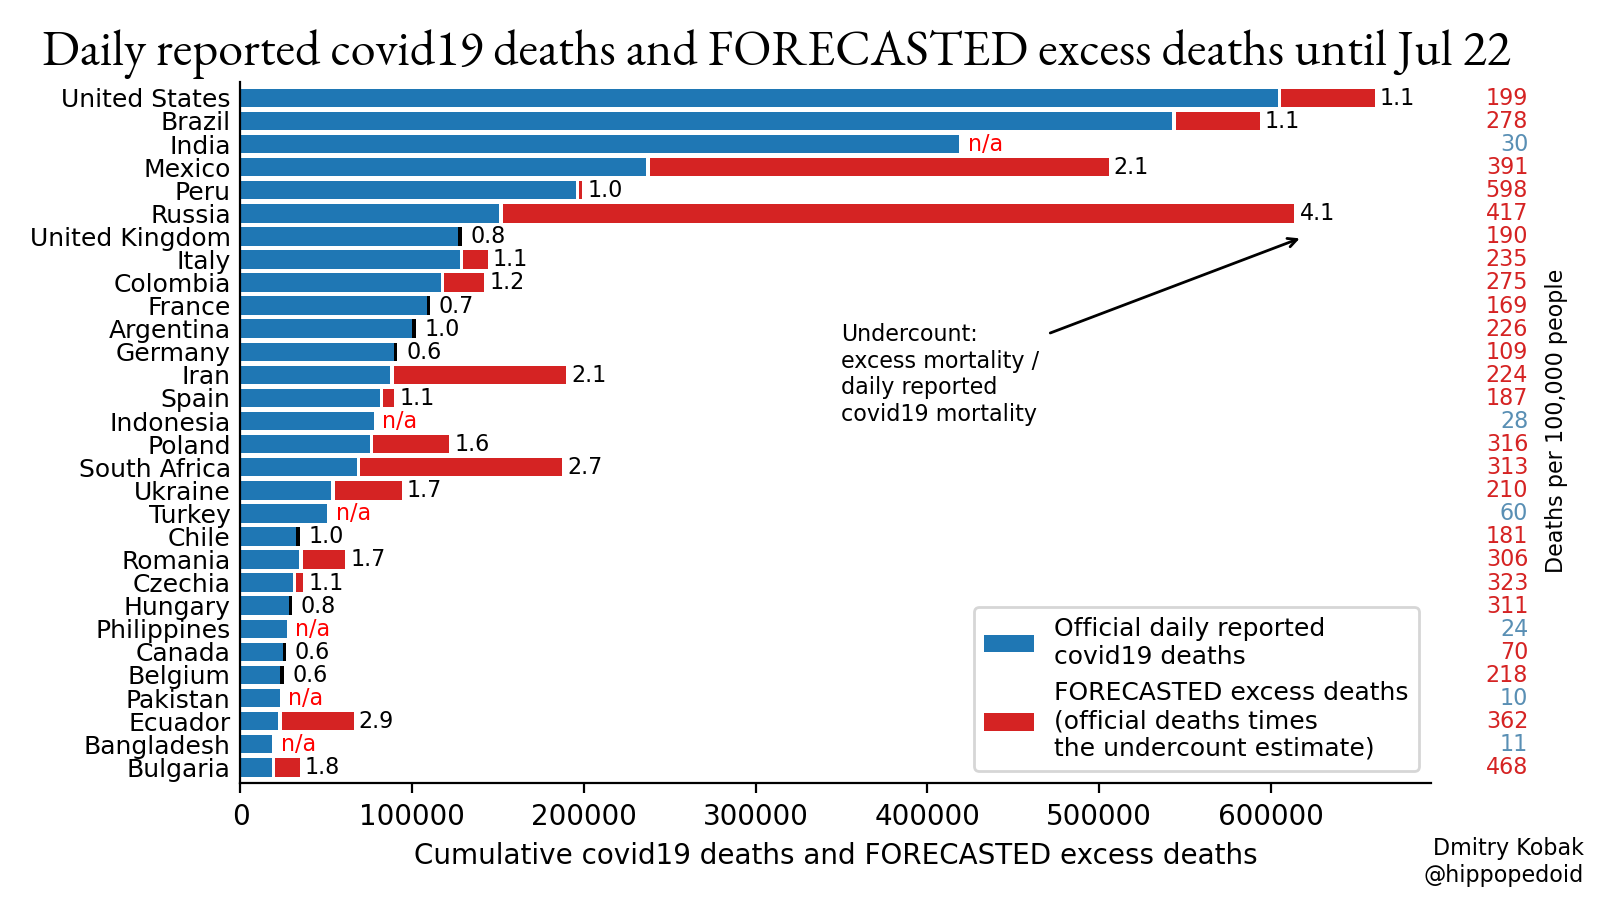 Daily reported covid19 deaths and FORECASTED excess deaths until Jul 22
United States 1.1 199
Brazil 1.1 278
India n/a 30
Mexico 2.1 391
Peru 1.0 598
Russia 4.1 417
United Kingdom 0.8 190
Italy 1.1 235
Colombia 1.2 275
France 0.7 169
Argentina 1.0 226
Germany 0.6 109
Iran 2.1 224
Spain 1.1 187
Indonesia n/a 28
Poland 1.6 316
South Africa 2.7 313
Ukraine 1.7 210
Turkey n/a 60
Chile 1.0 181
Romania 1.7 306
Czechia 1.1 323
Hungary 0.8 311
Philippines n/a 24
Canada 0.6 70
Belgium 0.6 218
Pakistan n/a 10
Ecuador 2.9 362
Bangladesh n/a 11
Bulgaria 1.8 468
Undercount:
excess mortality /
daily reported
covid19 mortality
Deaths per 100,000 people
Official daily reported
covid19 deaths
FORECASTED excess deaths
(official deaths times
the undercount estimate)
0 100000 200000 300000 400000 500000 600000
Cumulative covid19 deaths and FORECASTED excess deaths
Dmitry Kobak
@hippopedoid